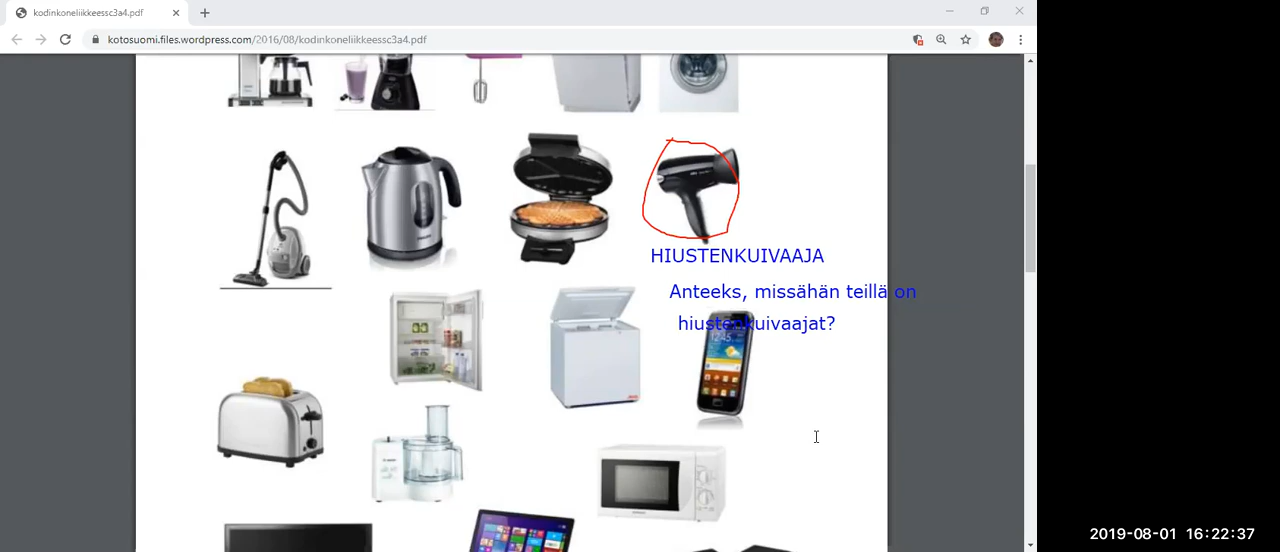 kodinkoneliikkeessc3a4.pdf
kotosuomi.files.wordpress.com/2016/08/kodinkoneliikkeessc3a4.pdf
HIUSTENKUIVAAJA
Anteeks, missähän teillä on
hiustenkuivaajat?
2019-08-01 16:22:37